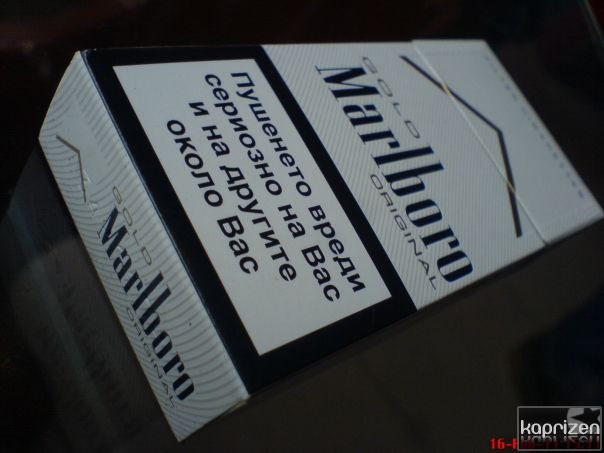 GOLD
Marlboro
ORIGINAL
Пушенето вреди
сериозно на Вас
и на другите
около Вас
GOLD
Marlboro
ORIGINAL
kaprizen